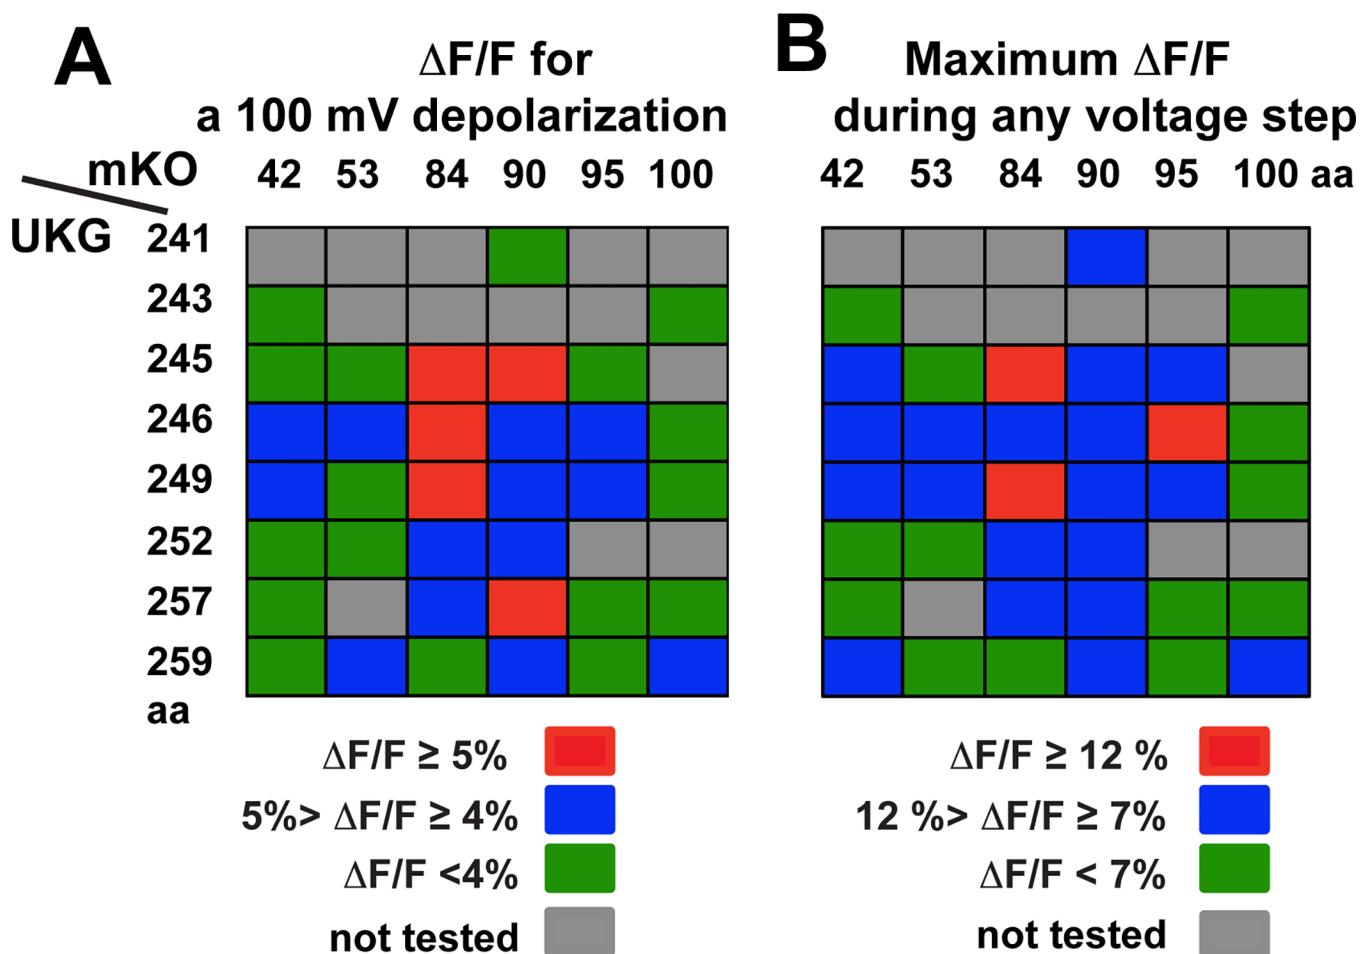 A
ΔF/F for
a 100 mV depolarization
mKO 42 53 84 90 95 100
UKG
241
243
245
246
249
252
257
259
aa
ΔF/F ≥ 5%
5%> ΔF/F ≥ 4%
ΔF/F <4%
not tested
B
Maximum ΔF/F
during any voltage step
42 53 84 90 95 100 aa
ΔF/F ≥ 12 %
12 %> ΔF/F ≥ 7%
ΔF/F < 7%
not tested